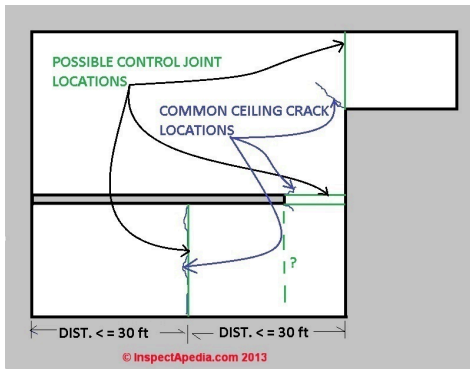 POSSIBLE CONTROL JOINT
LOCATIONS
COMMON CEILING CRACK
LOCATIONS
?
DIST. < = 30 ft
DIST. < = 30 ft
© InspectApedia.com 2013